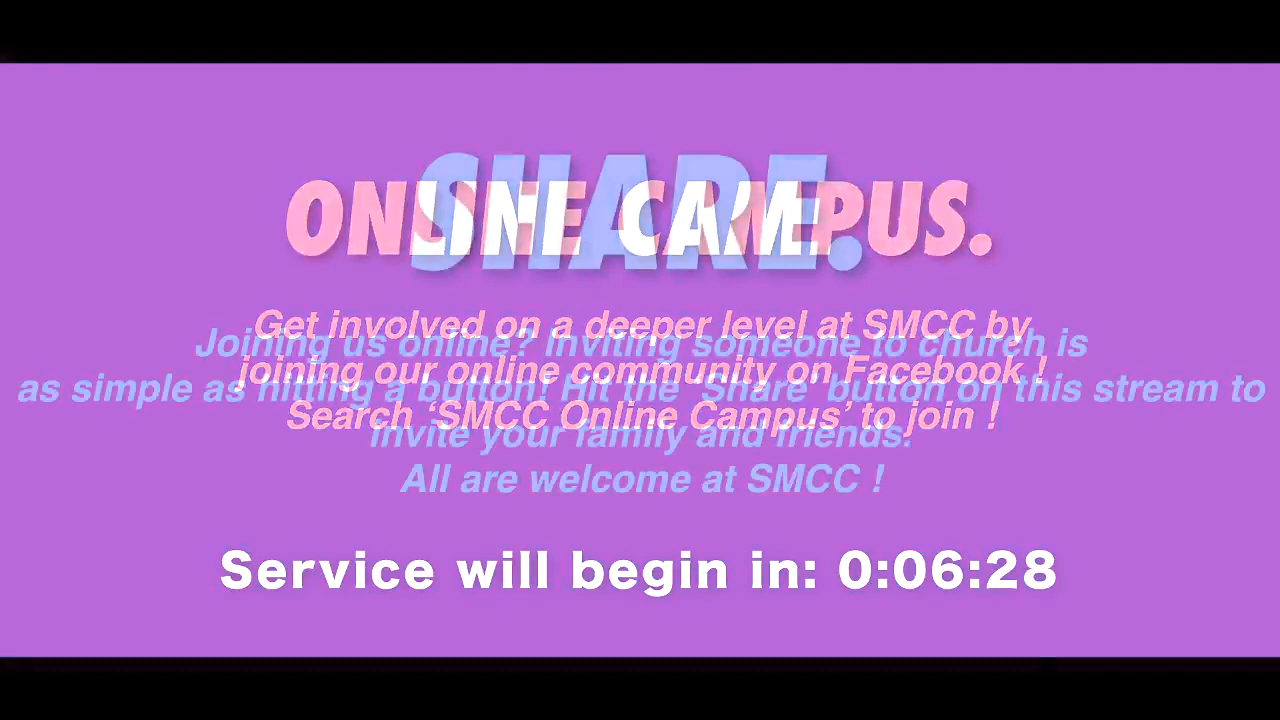 ONLINE CAMPUS.
Get involved on a deeper level at SMCC by
joining our online community on Facebook !
Search ‘SMCC Online Campus’ to join !
SHARE.
Joining us online? Inviting someone to church is
as simple as hitting a button! Hit the ‘Share’ button on this stream to
invite your family and friends.
All are welcome at SMCC !
Service will begin in: 0:06:28